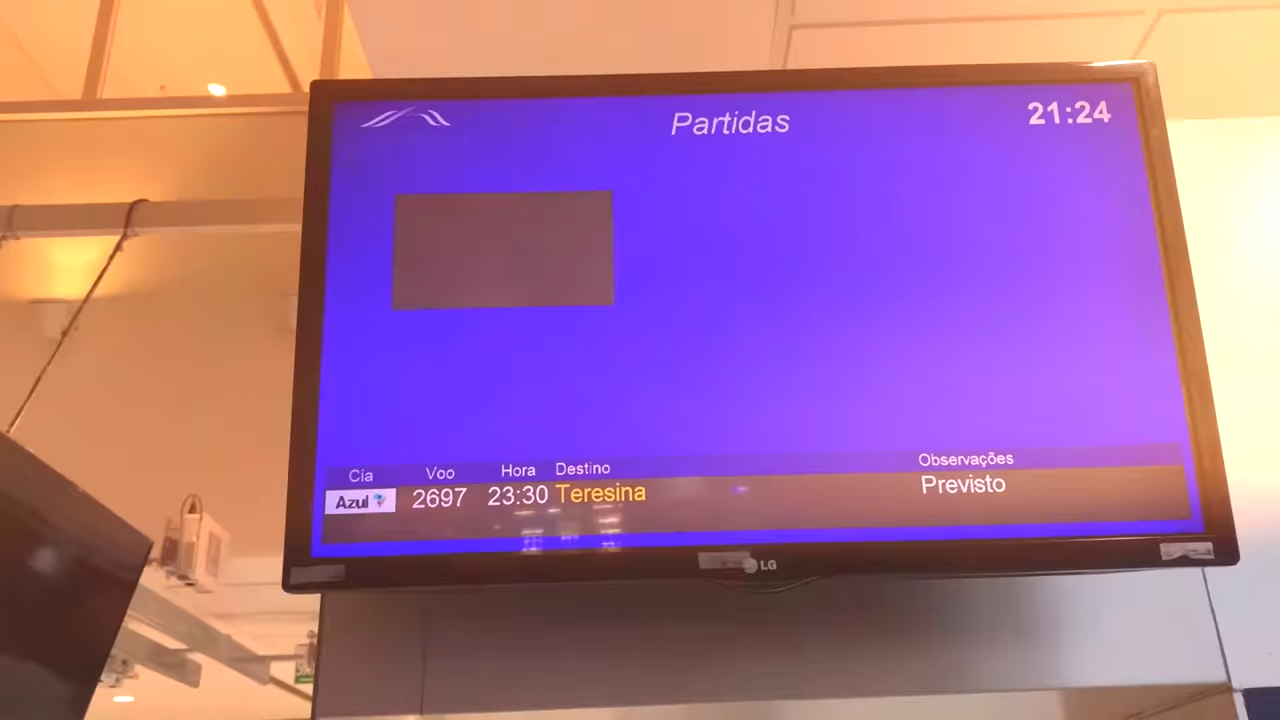 Partidas
21:24
Cia Voo Hora Destino Observações
Azul 2697 23:30 Teresina Previsto
LG